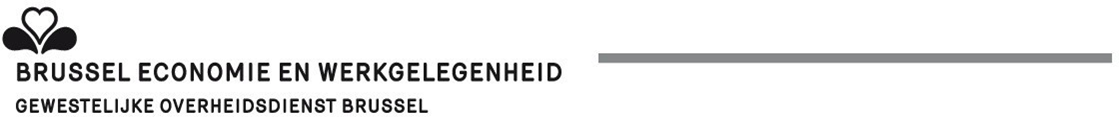 BRUSSEL ECONOMIE EN WERKGELEGENHEID
GEWESTELIJKE OVERHEIDSDIENST BRUSSEL